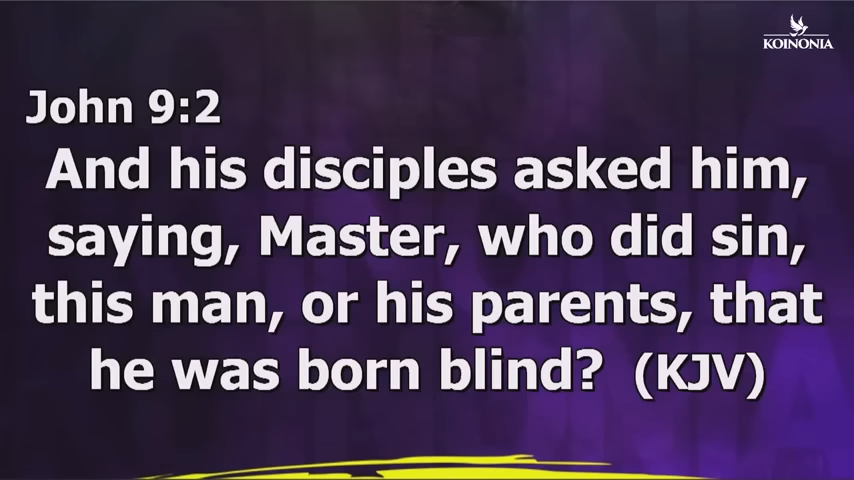 KOINONIA
John 9:2
And his disciples asked him,
saying, Master, who did sin,
this man, or his parents, that
he was born blind? (KJV)